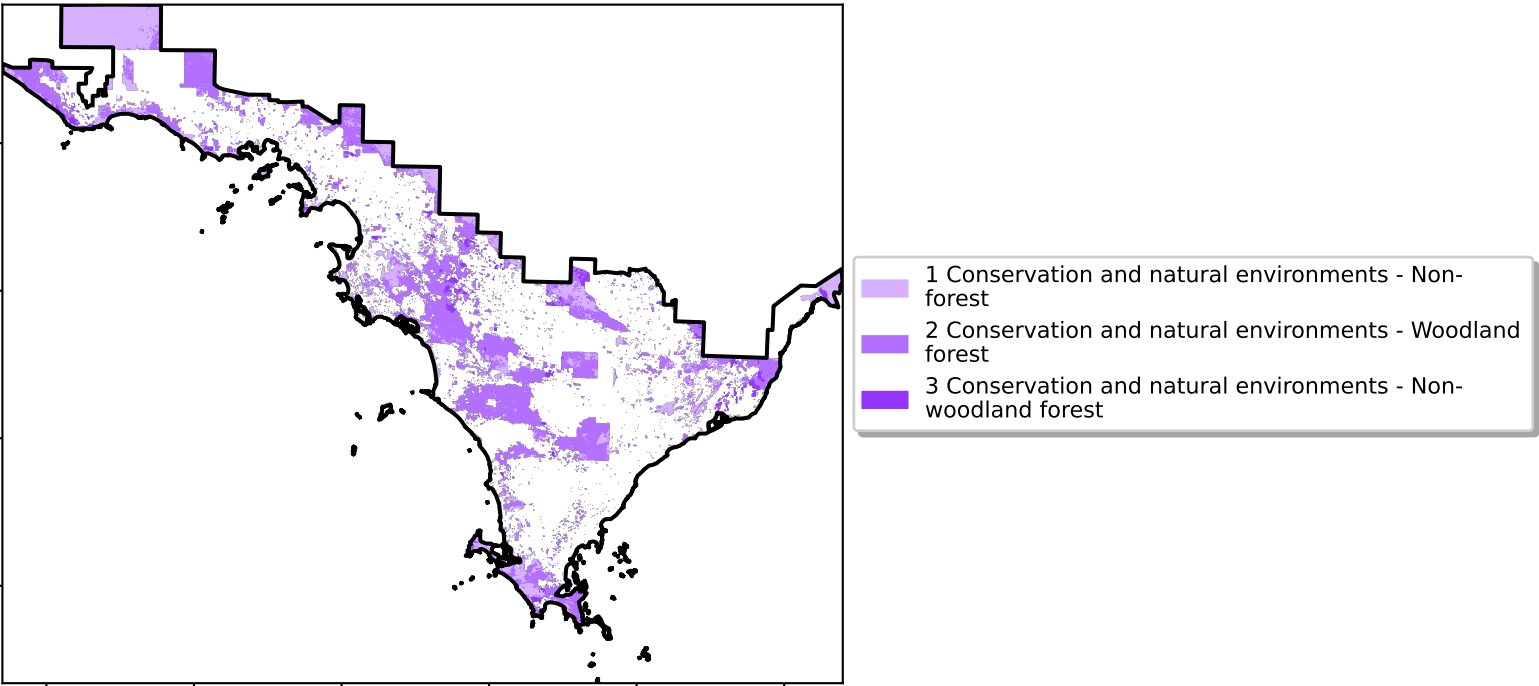 1 Conservation and natural environments - Non-
forest
2 Conservation and natural environments - Woodland
forest
3 Conservation and natural environments - Non-
woodland forest